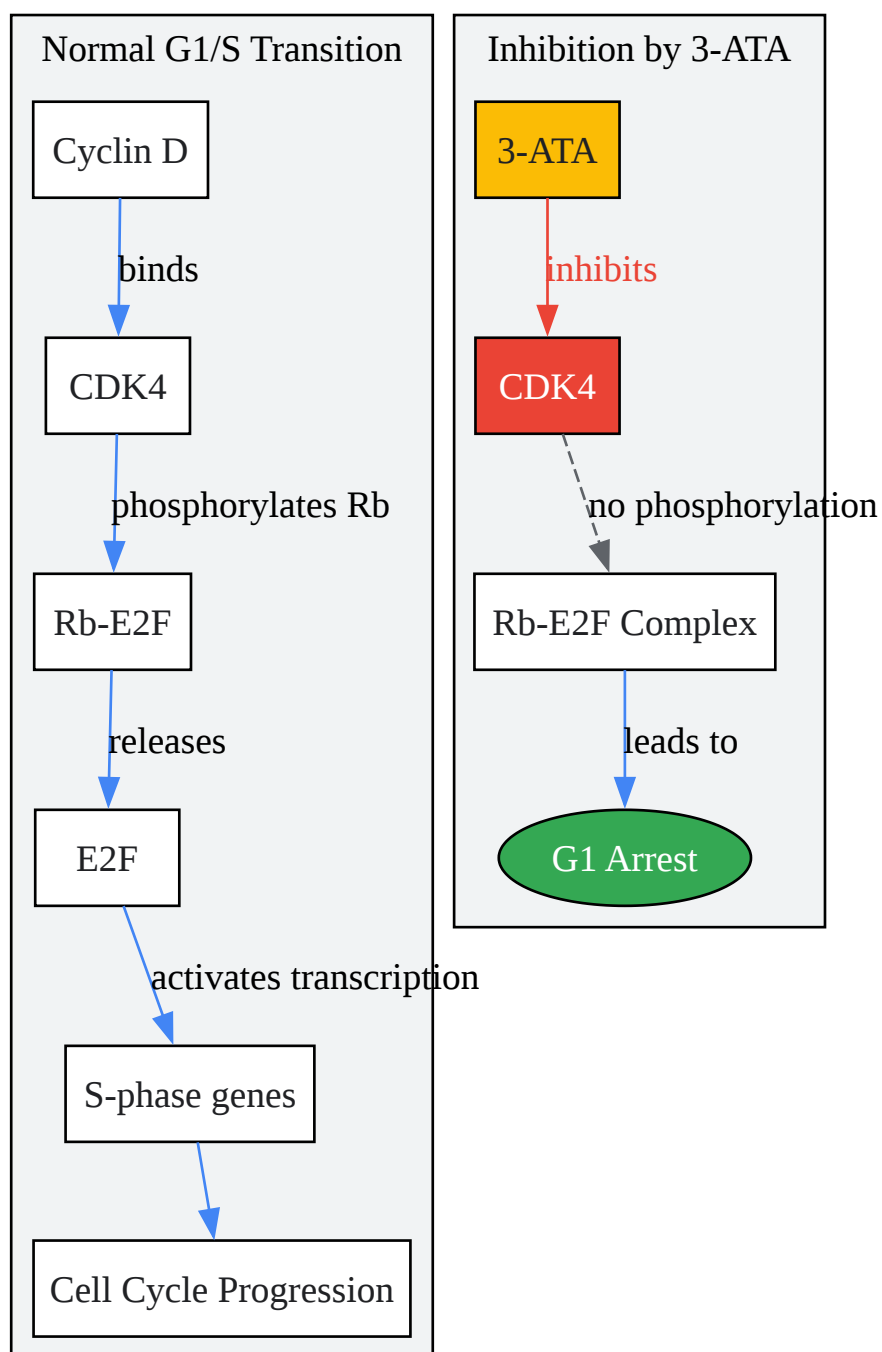 Normal G1/S Transition
Cyclin D
binds
CDK4
phosphorylates Rb
Rb-E2F
releases
E2F
activates transcription
S-phase genes
Cell Cycle Progression
Inhibition by 3-ATA
3-ATA
inhibits
CDK4
no phosphorylation
Rb-E2F Complex
leads to
G1 Arrest